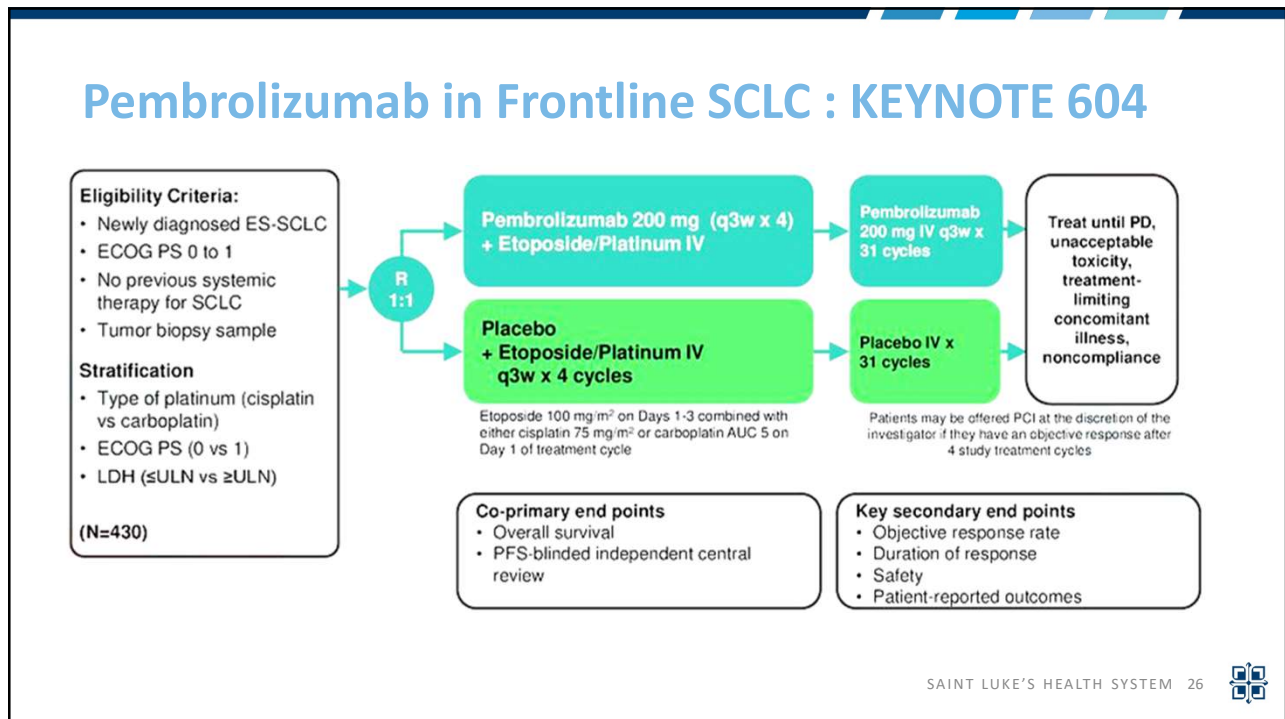 Pembrolizumab in Frontline SCLC : KEYNOTE 604
Eligibility Criteria:
• Newly diagnosed ES-SCLC
• ECOG PS 0 to 1
• No previous systemic
therapy for SCLC
• Tumor biopsy sample
Stratification
• Type of platinum (cisplatin
vs carboplatin)
• ECOG PS (0 vs 1)
• LDH (≤ULN vs ≥ULN)
(N=430)
R
1:1
Pembrolizumab 200 mg (q3w x 4)
+ Etoposide/Platinum IV
Pembrolizumab
200 mg IV q3w x
31 cycles
Placebo
+ Etoposide/Platinum IV
q3w x 4 cycles
Placebo IV x
31 cycles
Treat until PD,
unacceptable
toxicity,
treatment-
limiting
concomitant
illness,
noncompliance
Etoposide 100 mg/m² on Days 1-3 combined with
either cisplatin 75 mg/m² or carboplatin AUC 5 on
Day 1 of treatment cycle
Patients may be offered PCI at the discretion of the
investigator if they have an objective response after
4 study treatment cycles
Co-primary end points
• Overall survival
• PFS-blinded independent central
review
Key secondary end points
• Objective response rate
• Duration of response
• Safety
• Patient-reported outcomes
SAINT LUKE'S HEALTH SYSTEM 26